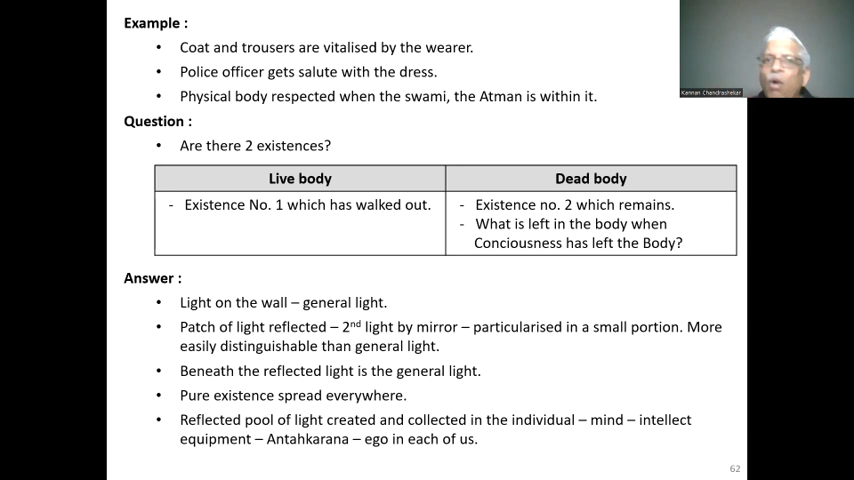 Example :
• Coat and trousers are vitalised by the wearer.
• Police officer gets salute with the dress.
• Physical body respected when the swami, the Atman is within it.
Kannan Chandrashekar
Question :
• Are there 2 existences?
Live body
Dead body
- Existence No. 1 which has walked out.
- Existence no. 2 which remains.
- What is left in the body when
Conciousness has left the Body?
Answer :
• Light on the wall – general light.
• Patch of light reflected – 2nd light by mirror – particularised in a small portion. More
easily distinguishable than general light.
• Beneath the reflected light is the general light.
• Pure existence spread everywhere.
• Reflected pool of light created and collected in the individual – mind – intellect
equipment – Antahkarana – ego in each of us.
62